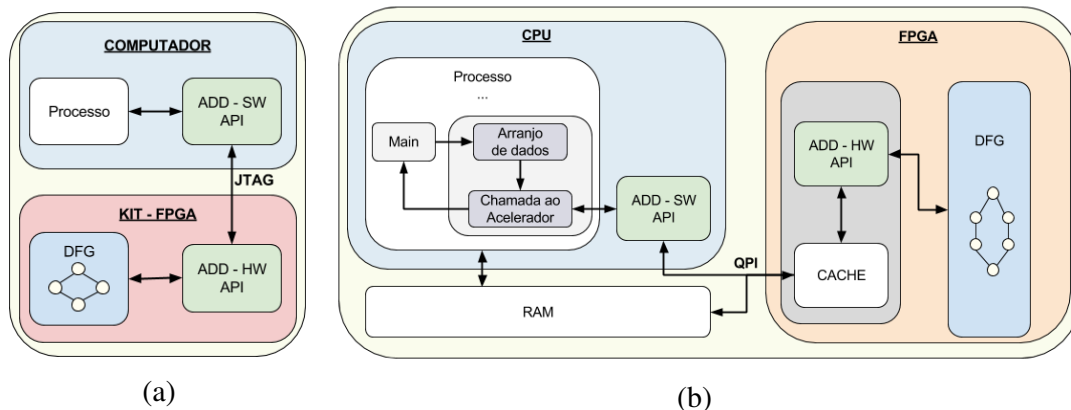 COMPUTADOR
Processo
ADD - SW
API
JTAG
KIT - FPGA
DFG
ADD - HW
API
(a)
CPU
Processo
...
Main
Arranjo
de dados
Chamada ao
Acelerador
ADD - SW
API
QPI
RAM
FPGA
ADD - HW
API
CACHE
DFG
(b)